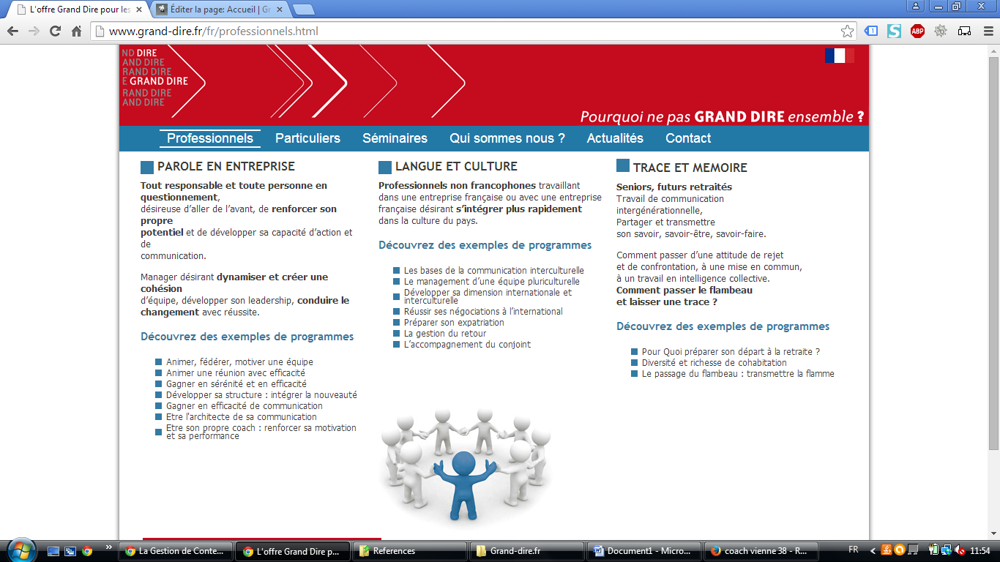 L'offre Grand Dire pour les
Éditer la page: Accueil | Gr
www.grand-dire.fr/fr/professionnels.html
1
S
ABP
ND DIRE
AND DIRE
RAND DIRE
E GRAND DIRE
RAND DIRE
AND DIRE
Pourquoi ne pas GRAND DIRE ensemble ?
Professionnels Particuliers Séminaires Qui sommes nous ? Actualités Contact
PAROLE EN ENTREPRISE
Tout responsable et toute personne en
questionnement,
désireuse d’aller de l’avant, de renforcer son
propre
potentiel et de développer sa capacité d’action et
de
communication.
Manager désirant dynamiser et créer une
cohésion
d’équipe, développer son leadership, conduire le
changement avec réussite.
Découvrez des exemples de programmes
Animer, fédérer, motiver une équipe
Animer une réunion avec efficacité
Gagner en sérénité et en efficacité
Développer sa structure : intégrer la nouveauté
Gagner en efficacité de communication
Etre l'architecte de sa communication
Etre son propre coach : renforcer sa motivation
et sa performance
LANGUE ET CULTURE
Professionnels non francophones travaillant
dans une entreprise française ou avec une entreprise
française désirant s’intégrer plus rapidement
dans la culture du pays.
Découvrez des exemples de programmes
Les bases de la communication interculturelle
Le management d’une équipe pluriculturelle
Développer sa dimension internationale et
interculturelle
Réussir ses négociations à l’international
Préparer son expatriation
La gestion du retour
L’accompagnement du conjoint
TRACE ET MEMOIRE
Seniors, futurs retraités
Travail de communication
intergénérationnelle,
Partager et transmettre
son savoir, savoir-être, savoir-faire.
Comment passer d’une attitude de rejet
et de confrontation, à une mise en commun,
à un travail en intelligence collective.
Comment passer le flambeau
et laisser une trace ?
Découvrez des exemples de programmes
Pour Quoi préparer son départ à la retraite ?
Diversité et richesse de cohabitation
Le passage du flambeau : transmettre la flamme
La Gestion de Conte...
L'offre Grand Dire p...
References
Grand-dire.fr
Document1 - Micro...
coach vienne 38 - R...
FR
11:54